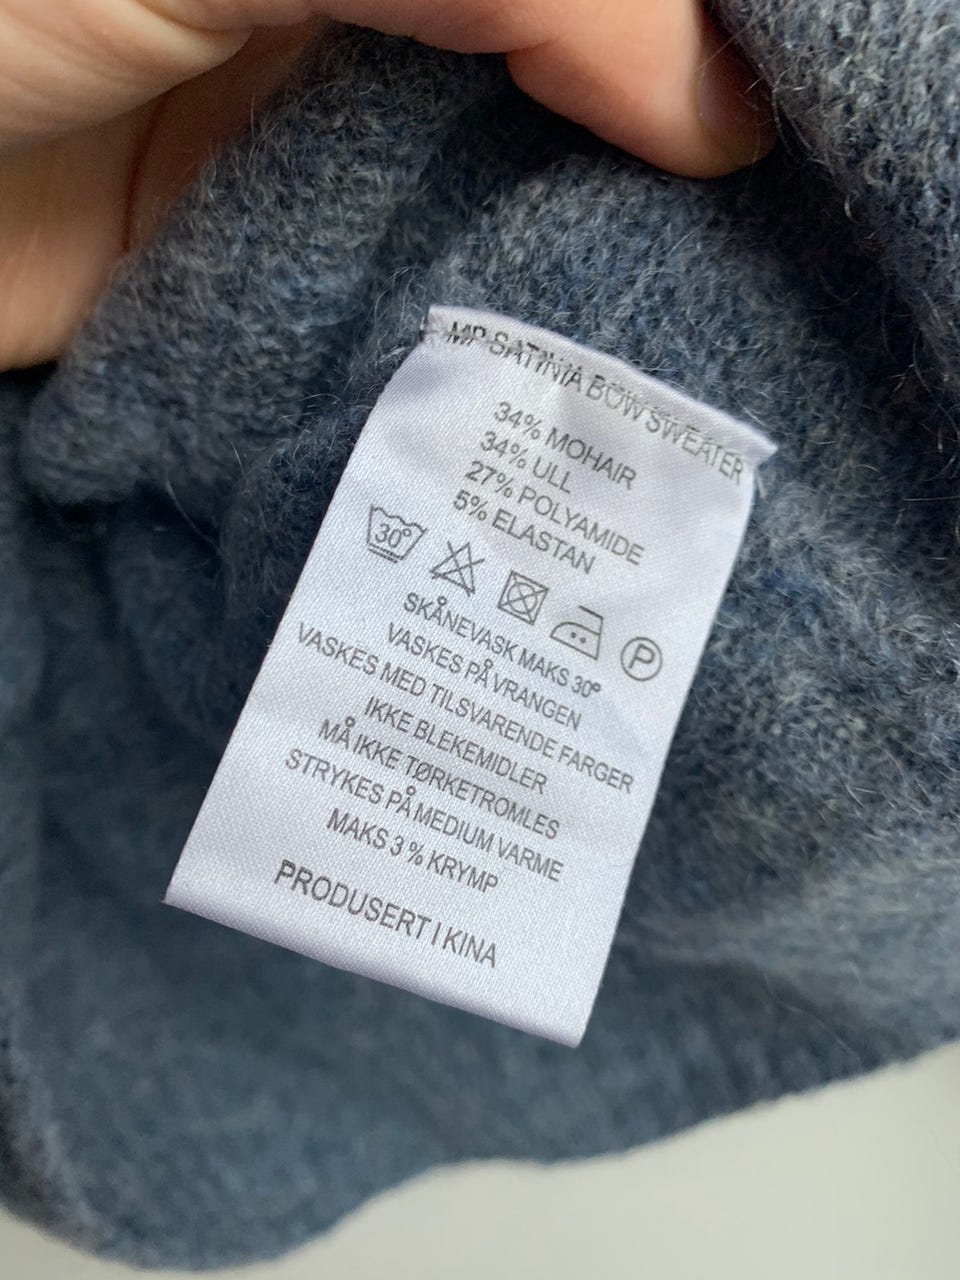 MP SATINIA BOW SWEATER
34% MOHAIR
34% ULL
27% POLYAMIDE
5% ELASTAN
30° P
SKÅNEVASK MAKS 30°
VASKES PÅ VRANGEN
VASKES MED TILSVARENDE FARGER
IKKE BLEKEMIDLER
MÅ IKKE TØRKETROMLES
STRYKES PÅ MEDIUM VARME
MAKS 3 % KRYMP
PRODUSERT I KINA